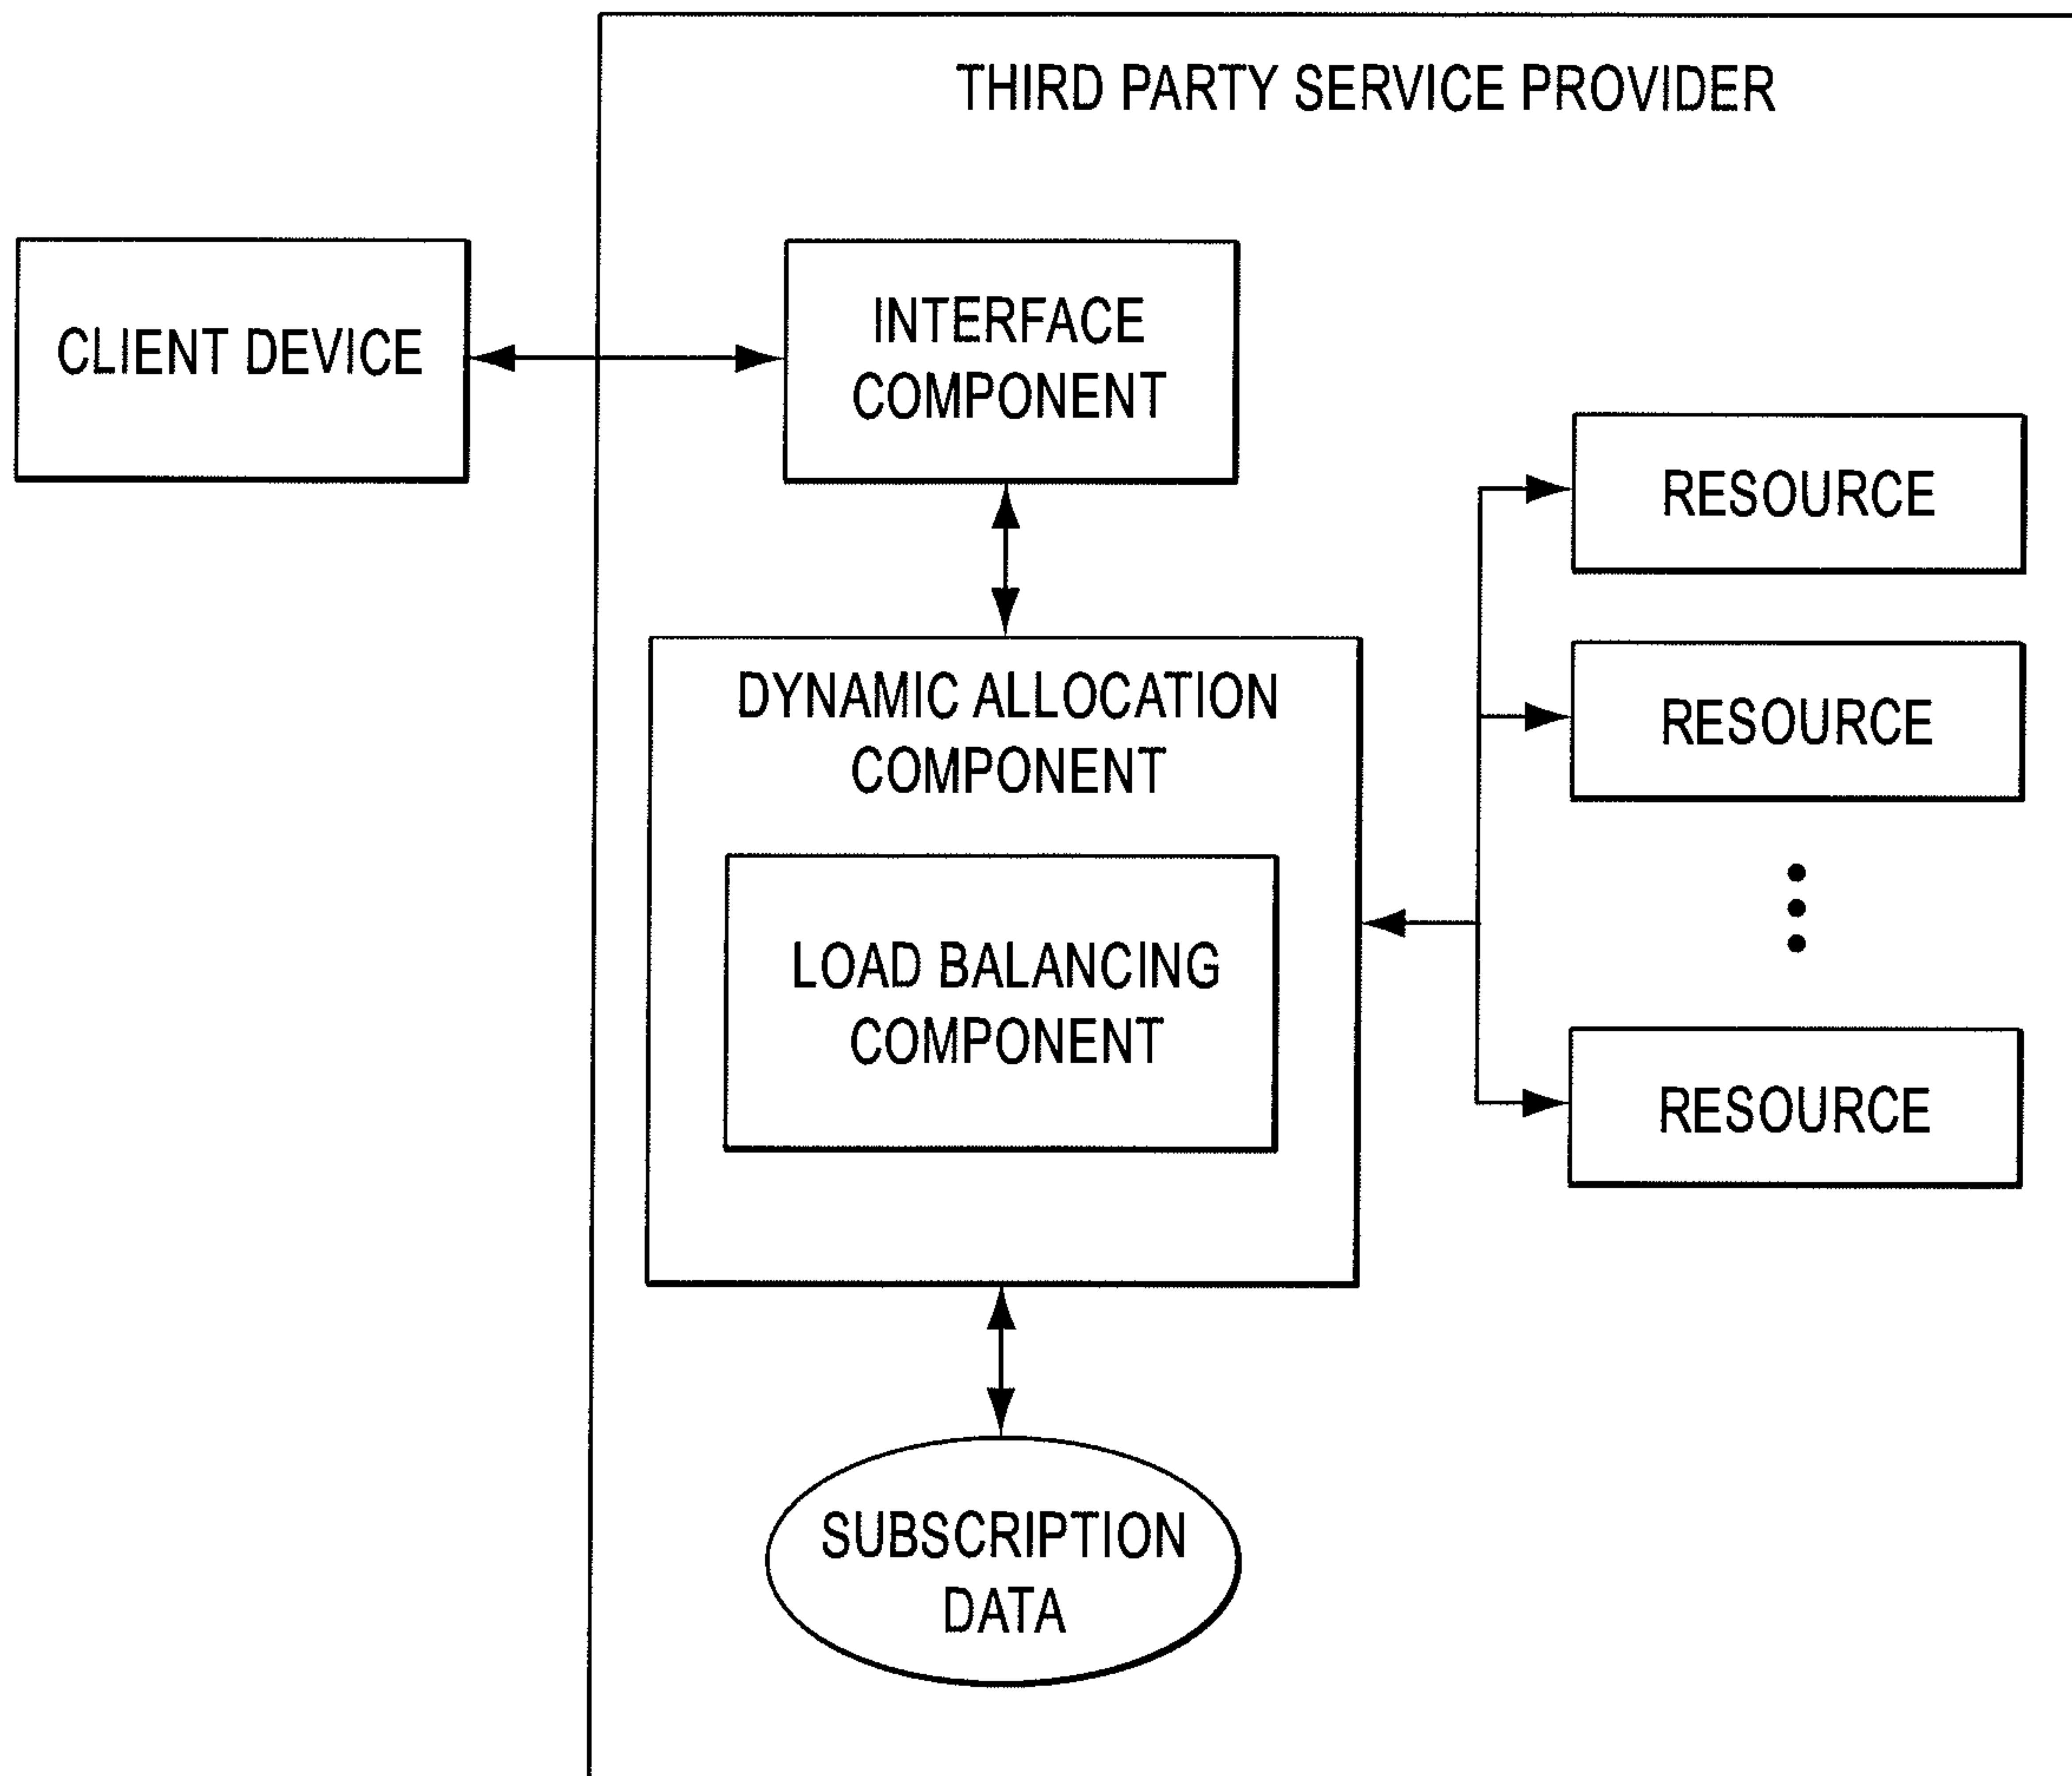 THIRD PARTY SERVICE PROVIDER
CLIENT DEVICE
INTERFACE
COMPONENT
RESOURCE
RESOURCE
DYNAMIC ALLOCATION
COMPONENT
LOAD BALANCING
COMPONENT
RESOURCE
SUBSCRIPTION
DATA